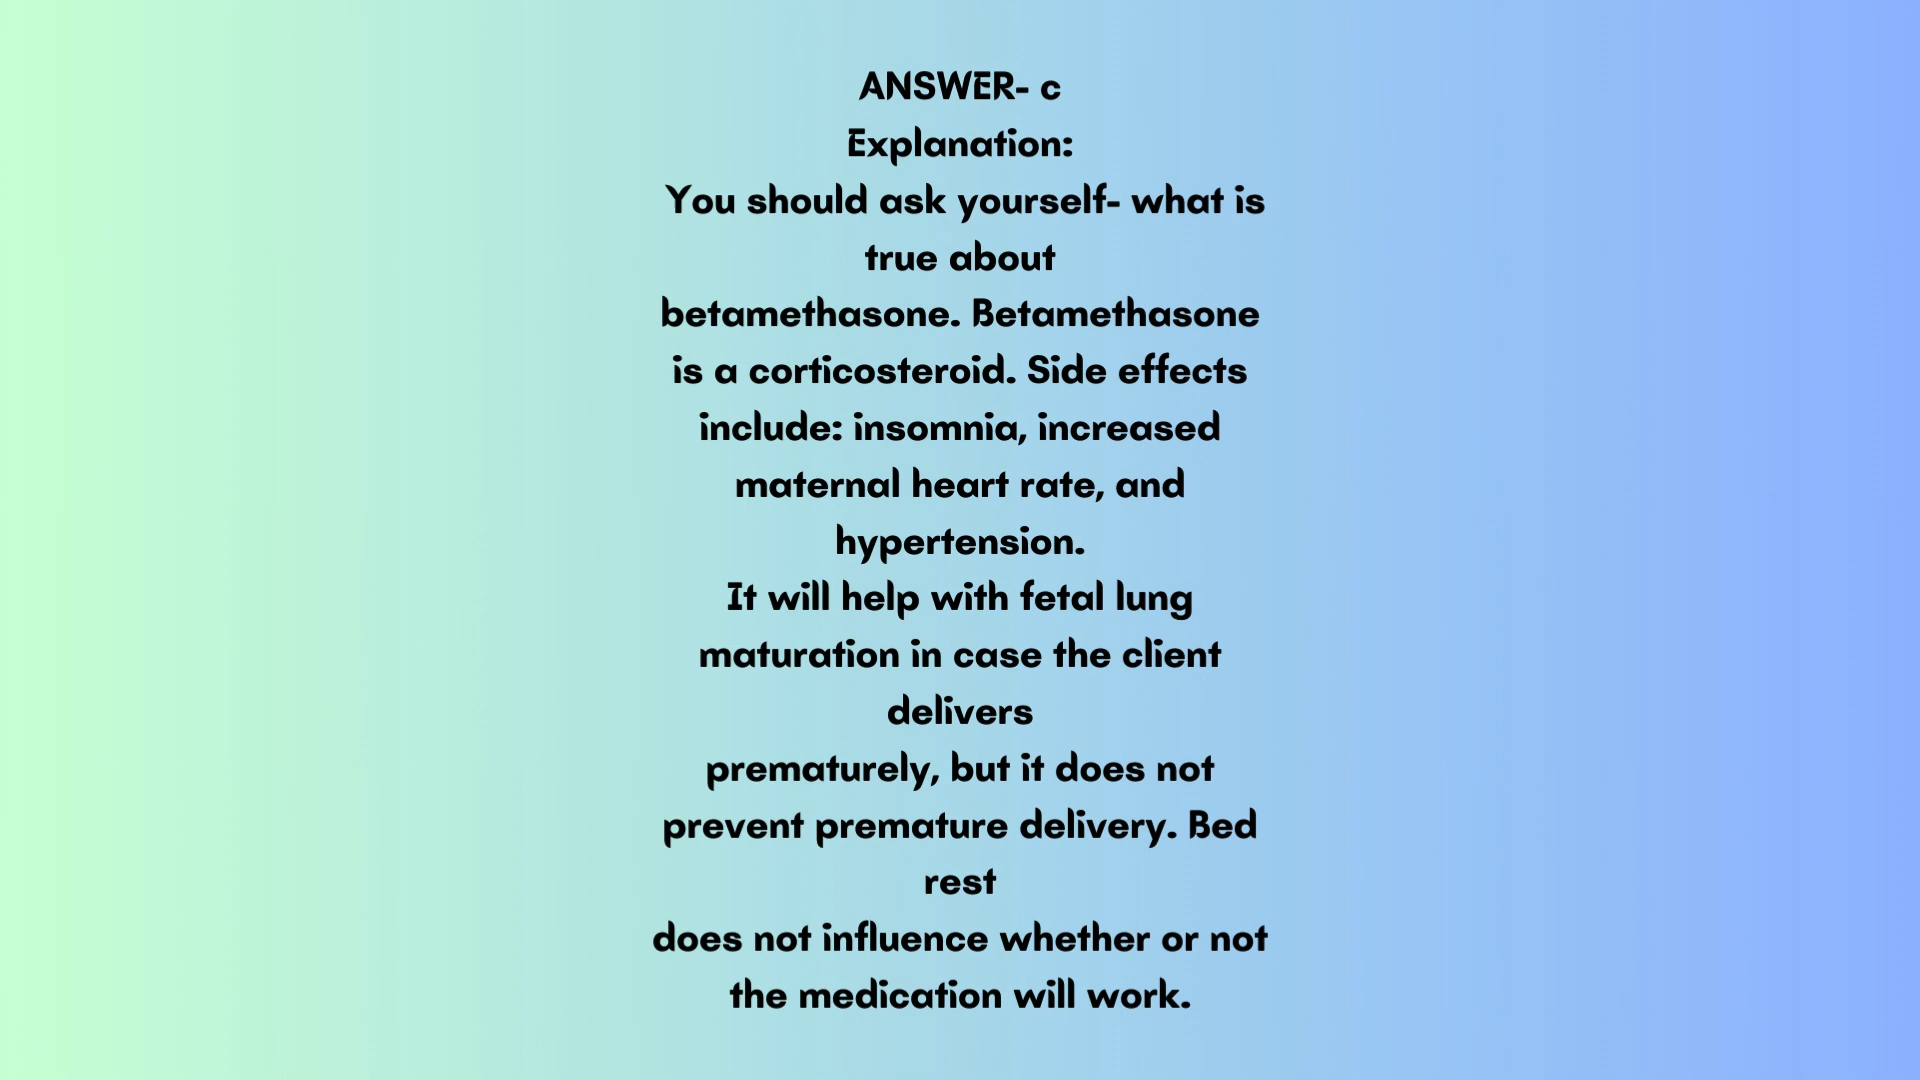 ANSWER- c
Explanation:
You should ask yourself- what is
true about
betamethasone. Betamethasone
is a corticosteroid. Side effects
include: insomnia, increased
maternal heart rate, and
hypertension.
It will help with fetal lung
maturation in case the client
delivers
prematurely, but it does not
prevent premature delivery. Bed
rest
does not influence whether or not
the medication will work.